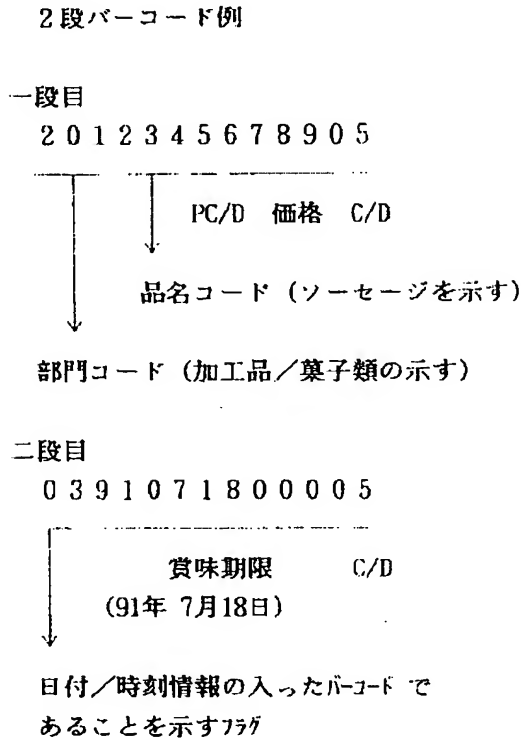 2段バーコード例
一段目
2012345678905
PC/D 価格 C/D
品名コード (ソーセージを示す)
部門コード (加工品/菓子類の示す)
二段目
0391071800005
賞味期限 C/D
(91年 7月18日)
日付/時刻情報の入ったバーコードで
あることを示すフラグ